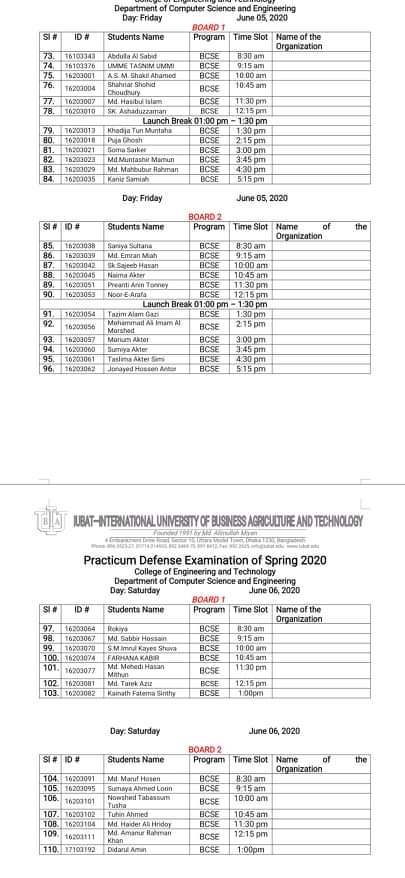 College of Engineering and Technology
Department of Computer Science and Engineering
Day: Friday June 05, 2020
BOARD 1
Sl # ID # Students Name Program Time Slot Name of the Organization
73. 16103343 Abdulla Al Sabid BCSE 8:30 am
74. 16103376 UMME TASNIM UMMI BCSE 9:15 am
75. 16203001 A.S. M. Shakil Ahamed BCSE 10:00 am
76. 16203004 Shahriar Shohid Choudhury BCSE 10:45 am
77. 16203007 Md. Hasibul Islam BCSE 11:30 pm
78. 16203010 SK. Ashaduzzaman BCSE 12:15 pm
Launch Break 01:00 pm – 1:30 pm
79. 16203013 Khadija Tun Muntaha BCSE 1:30 pm
80. 16203018 Puja Ghosh BCSE 2:15 pm
81. 16203021 Goma Sarker BCSE 3:00 pm
82. 16203023 Md.Muntashir Mamun BCSE 3:45 pm
83. 16203029 Md. Mahbubur Rahman BCSE 4:30 pm
84. 16203035 Kaniz Samiah BCSE 5:15 pm
Day: Friday June 05, 2020
BOARD 2
Sl # ID # Students Name Program Time Slot Name of the Organization
85. 16203038 Saniya Sultana BCSE 8:30 am
86. 16203039 Md. Emran Miah BCSE 9:15 am
87. 16203042 Sk Sajeeb Hasan BCSE 10:00 am
88. 16203045 Naima Akter BCSE 10:45 am
89. 16203051 Preanti Anin Tonney BCSE 11:30 pm
90. 16203053 Noor-E-Arafa BCSE 12:15 pm
Launch Break 01:00 pm – 1:30 pm
91. 16203054 Tazim Alam Gazi BCSE 1:30 pm
92. 16203056 Mohammad Ali Imam Al Morshed BCSE 2:15 pm
93. 16203057 Marium Akter BCSE 3:00 pm
94. 16203060 Sumiya Akter BCSE 3:45 pm
95. 16203061 Taslima Akter Simi BCSE 4:30 pm
96. 16203062 Jonayed Hossen Antor BCSE 5:15 pm
IUBAT–INTERNATIONAL UNIVERSITY OF BUSINESS AGRICULTURE AND TECHNOLOGY
Founded 1991 by Md. Alimullah Miyan
4 Embankment Drive Road, Sector 10, Uttara Model Town, Dhaka 1230, Bangladesh
Practicum Defense Examination of Spring 2020
College of Engineering and Technology
Department of Computer Science and Engineering
Day: Saturday June 06, 2020
BOARD 1
Sl # ID # Students Name Program Time Slot Name of the Organization
97. 16203064 Rokiya BCSE 8:30 am
98. 16203067 Md. Sabbir Hossain BCSE 9:15 am
99. 16203070 S.M Imrul Kayes Shuva BCSE 10:00 am
100. 16203074 FARHANA KABIR BCSE 10:45 am
101. 16203077 Md. Mehedi Hasan Mithun BCSE 11:30 pm
102. 16203081 Md. Tarek Aziz BCSE 12:15 pm
103. 16203082 Kainath Fatema Sinthy BCSE 1:00pm
Day: Saturday June 06, 2020
BOARD 2
Sl # ID # Students Name Program Time Slot Name of the Organization
104. 16203091 Md. Maruf Hosen BCSE 8:30 am
105. 16203095 Sumaya Ahmed Lorin BCSE 9:15 am
106. 16203101 Nowshed Tabassum Tusha BCSE 10:00 am
107. 16203102 Tuhin Ahmed BCSE 10:45 am
108. 16203104 Md. Haider Ali Hridoy BCSE 11:30 pm
109. 16203111 Md. Amanur Rahman Khan BCSE 12:15 pm
110. 17103192 Didarul Amin BCSE 1:00pm